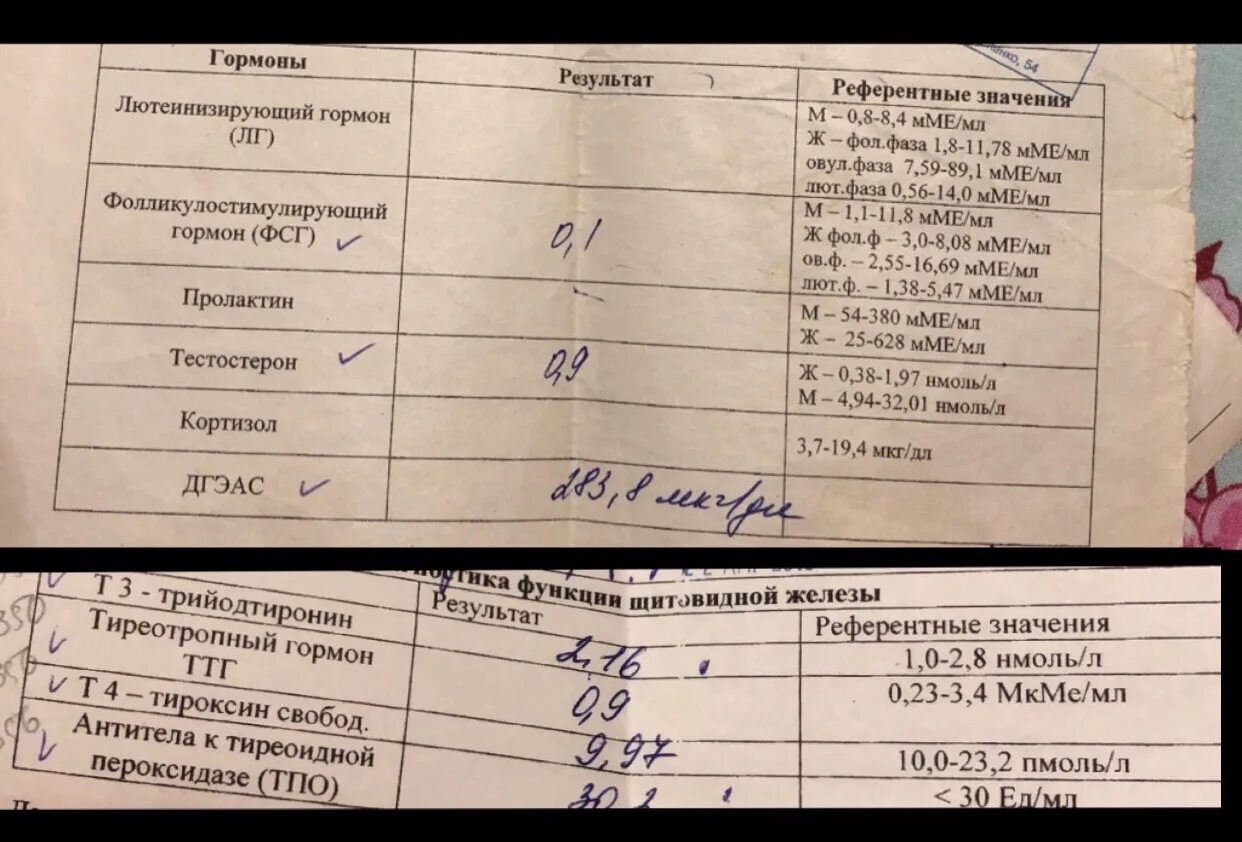 Гормоны
Результат
Референтные значения
54
Лютеинизирующий гормон
(ЛГ)
М – 0,8-8,4 мМЕ/мл
Ж – фол.фаза 1,8-11,78 мМЕ/мл
овул.фаза 7,59-89,1 мМЕ/мл
лют.фаза 0,56-14,0 мМЕ/мл
Фолликулостимулирующий
гормон (ФСГ)
0,1
М – 1,1-11,8 мМЕ/мл
Ж фол.ф – 3,0-8,08 мМЕ/мл
ов.ф. – 2,55-16,69 мМЕ/мл
лют.ф. – 1,38-5,47 мМЕ/мл
Пролактин
М – 54-380 мМЕ/мл
Ж – 25-628 мМЕ/мл
Тестостерон
0,9
Ж – 0,38-1,97 нмоль/л
М – 4,94-32,01 нмоль/л
Кортизол
3,7-19,4 мкг/дл
ДГЭАС
283,8 мкг/дл
функции щитовидной железы
Результат
Референтные значения
Т 3 - трийодтиронин
2,16
1,0-2,8 нмоль/л
350
Тиреотропный гормон
ТТГ
0,9
0,23-3,4 МкМе/мл
350
Т 4 – тироксин свобод.
9,97
10,0-23,2 пмоль/л
356
Антитела к тиреоидной
пероксидазе (ТПО)
30,2
< 30 Ед/мл